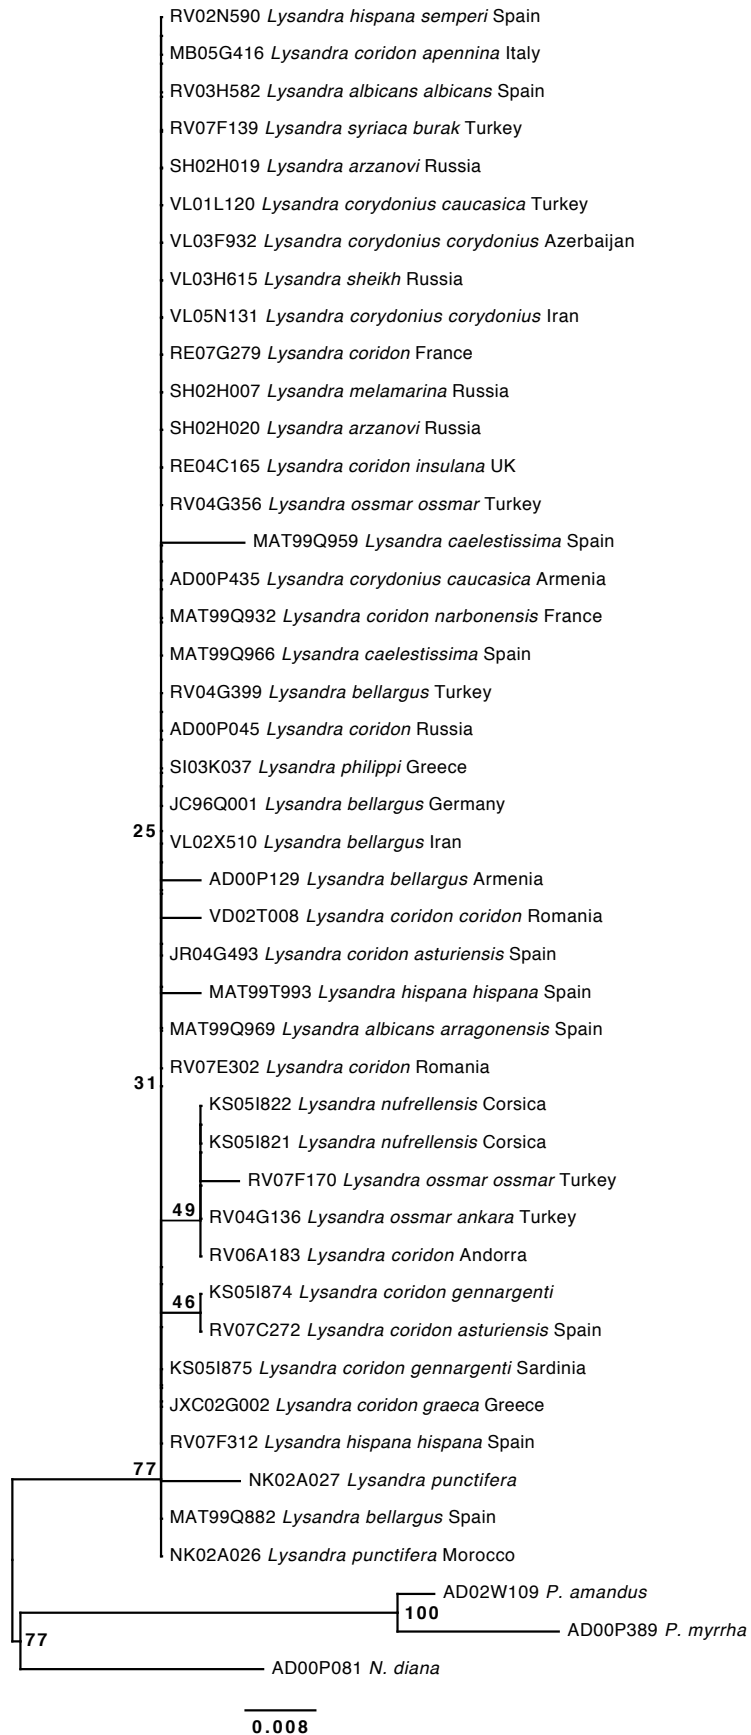 RV02N590 Lysandra hispana semperi Spain
MB05G416 Lysandra coridon apennina Italy
RV03H582 Lysandra albicans albicans Spain
RV07F139 Lysandra syriaca burak Turkey
SH02H019 Lysandra arzanovi Russia
VL01L120 Lysandra corydonius caucasica Turkey
VL03F932 Lysandra corydonius corydonius Azerbaijan
VL03H615 Lysandra sheikh Russia
VL05N131 Lysandra corydonius corydonius Iran
RE07G279 Lysandra coridon France
SH02H007 Lysandra melamarina Russia
SH02H020 Lysandra arzanovi Russia
RE04C165 Lysandra coridon insulana UK
RV04G356 Lysandra ossmar ossmar Turkey
MAT99Q959 Lysandra caelestissima Spain
AD00P435 Lysandra corydonius caucasica Armenia
MAT99Q932 Lysandra coridon narbonensis France
MAT99Q966 Lysandra caelestissima Spain
RV04G399 Lysandra bellargus Turkey
AD00P045 Lysandra coridon Russia
SI03K037 Lysandra philippi Greece
JC96Q001 Lysandra bellargus Germany
25
VL02X510 Lysandra bellargus Iran
AD00P129 Lysandra bellargus Armenia
VD02T008 Lysandra coridon coridon Romania
JR04G493 Lysandra coridon asturiensis Spain
MAT99T993 Lysandra hispana hispana Spain
MAT99Q969 Lysandra albicans arragonensis Spain
RV07E302 Lysandra coridon Romania
31
KS05I822 Lysandra nufrellensis Corsica
KS05I821 Lysandra nufrellensis Corsica
RV07F170 Lysandra ossmar ossmar Turkey
49
RV04G136 Lysandra ossmar ankara Turkey
RV06A183 Lysandra coridon Andorra
KS05I874 Lysandra coridon gennargenti
46
RV07C272 Lysandra coridon asturiensis Spain
KS05I875 Lysandra coridon gennargenti Sardinia
JXC02G002 Lysandra coridon graeca Greece
RV07F312 Lysandra hispana hispana Spain
77
NK02A027 Lysandra punctifera
MAT99Q882 Lysandra bellargus Spain
NK02A026 Lysandra punctifera Morocco
AD02W109 P. amandus
100
AD00P389 P. myrrha
77
AD00P081 N. diana
0.008